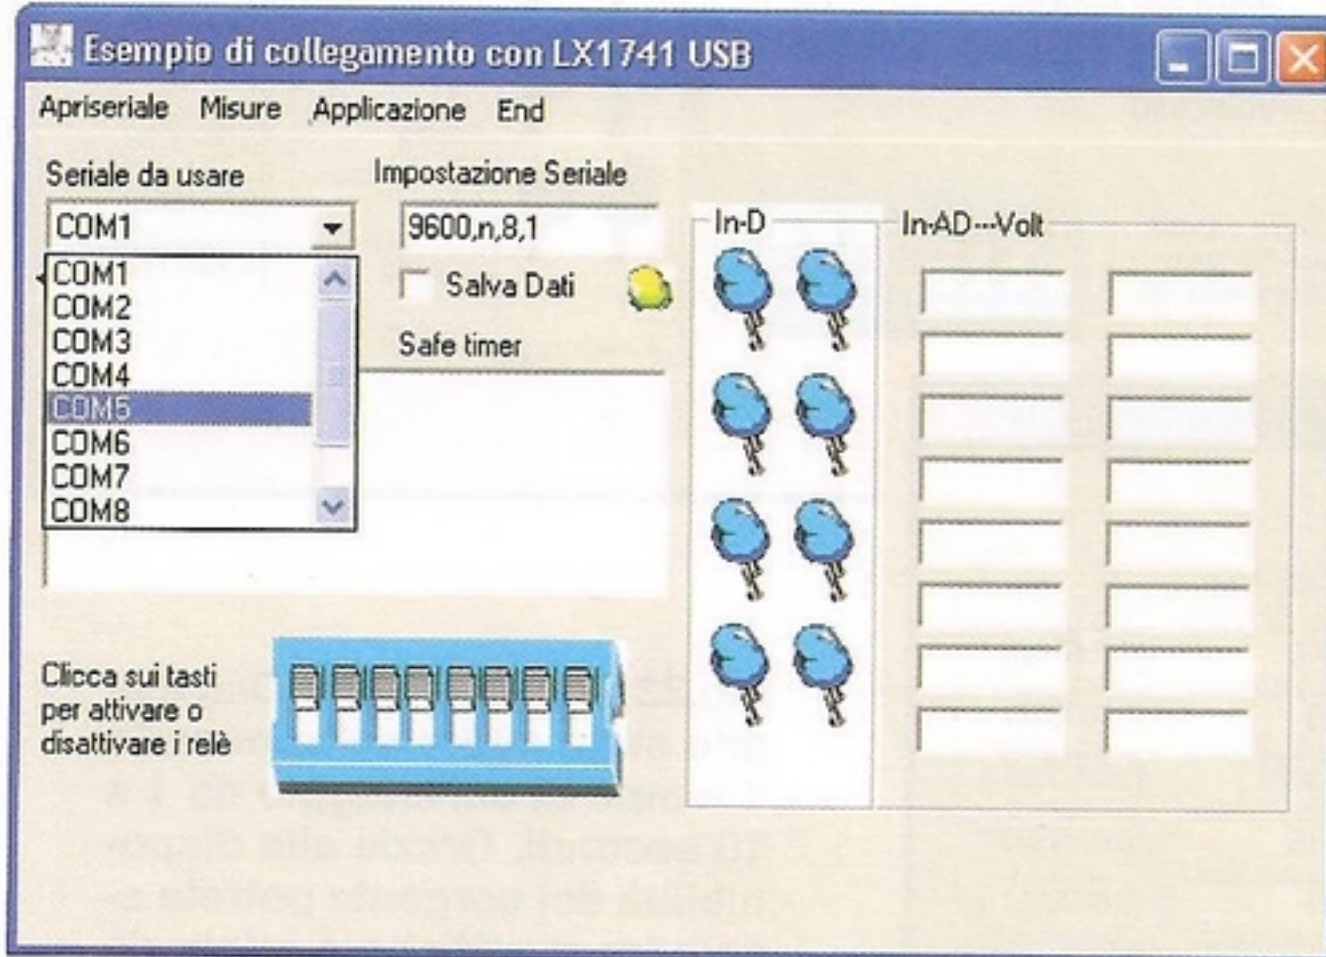 Esempio di collegamento con LX1741 USB
Apriseriale Misure Applicazione End
Seriale da usare
Impostazione Seriale
COM1
9600,n,8,1
In-D
In-AD---Volt
COM1
COM2
COM3
COM4
COM5
COM6
COM7
COM8
Salva Dati
Safe timer
Clicca sui tasti
per attivare o
disattivare i relè